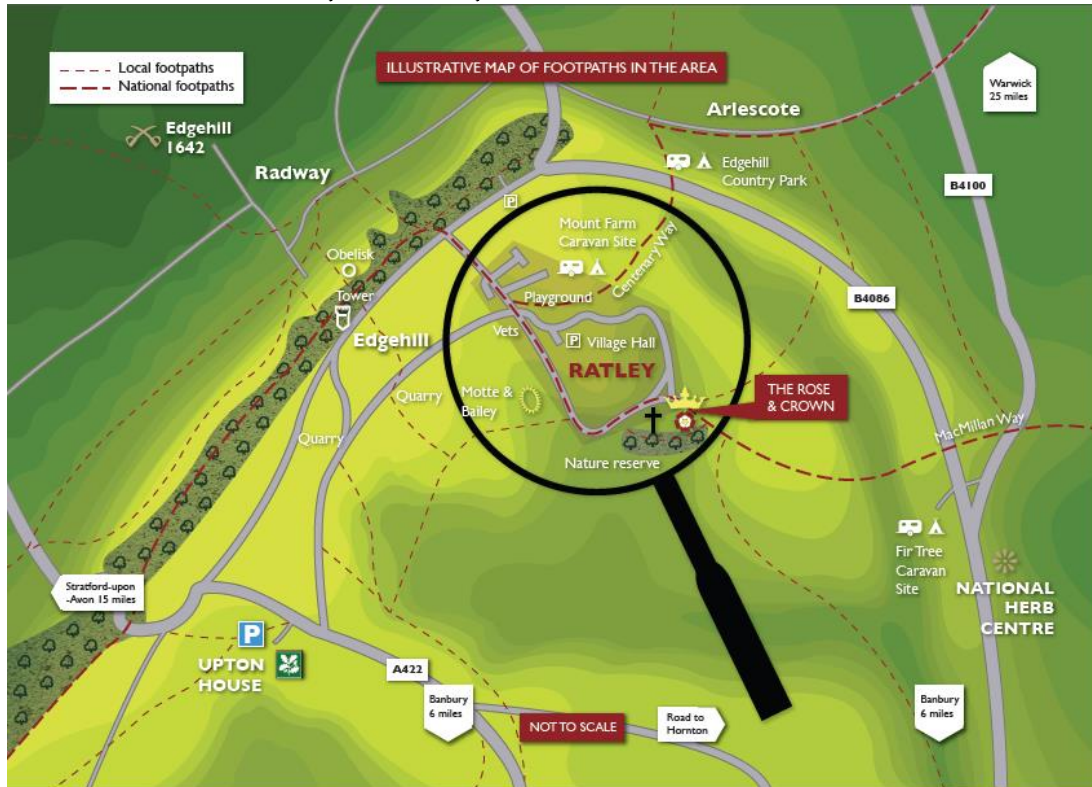 Local footpaths
National footpaths
ILLUSTRATIVE MAP OF FOOTPATHS IN THE AREA
Warwick
25 miles
Arlescote
Edgehill
1642
Radway
Edgehill
Country Park
B4100
P
Mount Farm
Caravan Site
Centenary Way
Obelisk
Tower
Playground
B4086
Edgehill
Vets
P Village Hall
RATLEY
Quarry
Motte &
Bailey
THE ROSE
& CROWN
Quarry
MacMillan Way
Nature reserve
Fir Tree
Caravan
Site
NATIONAL
HERB
CENTRE
Stratford-upon
-Avon 15 miles
P
UPTON
HOUSE
A422
Banbury
6 miles
NOT TO SCALE
Road to
Hornton
Banbury
6 miles